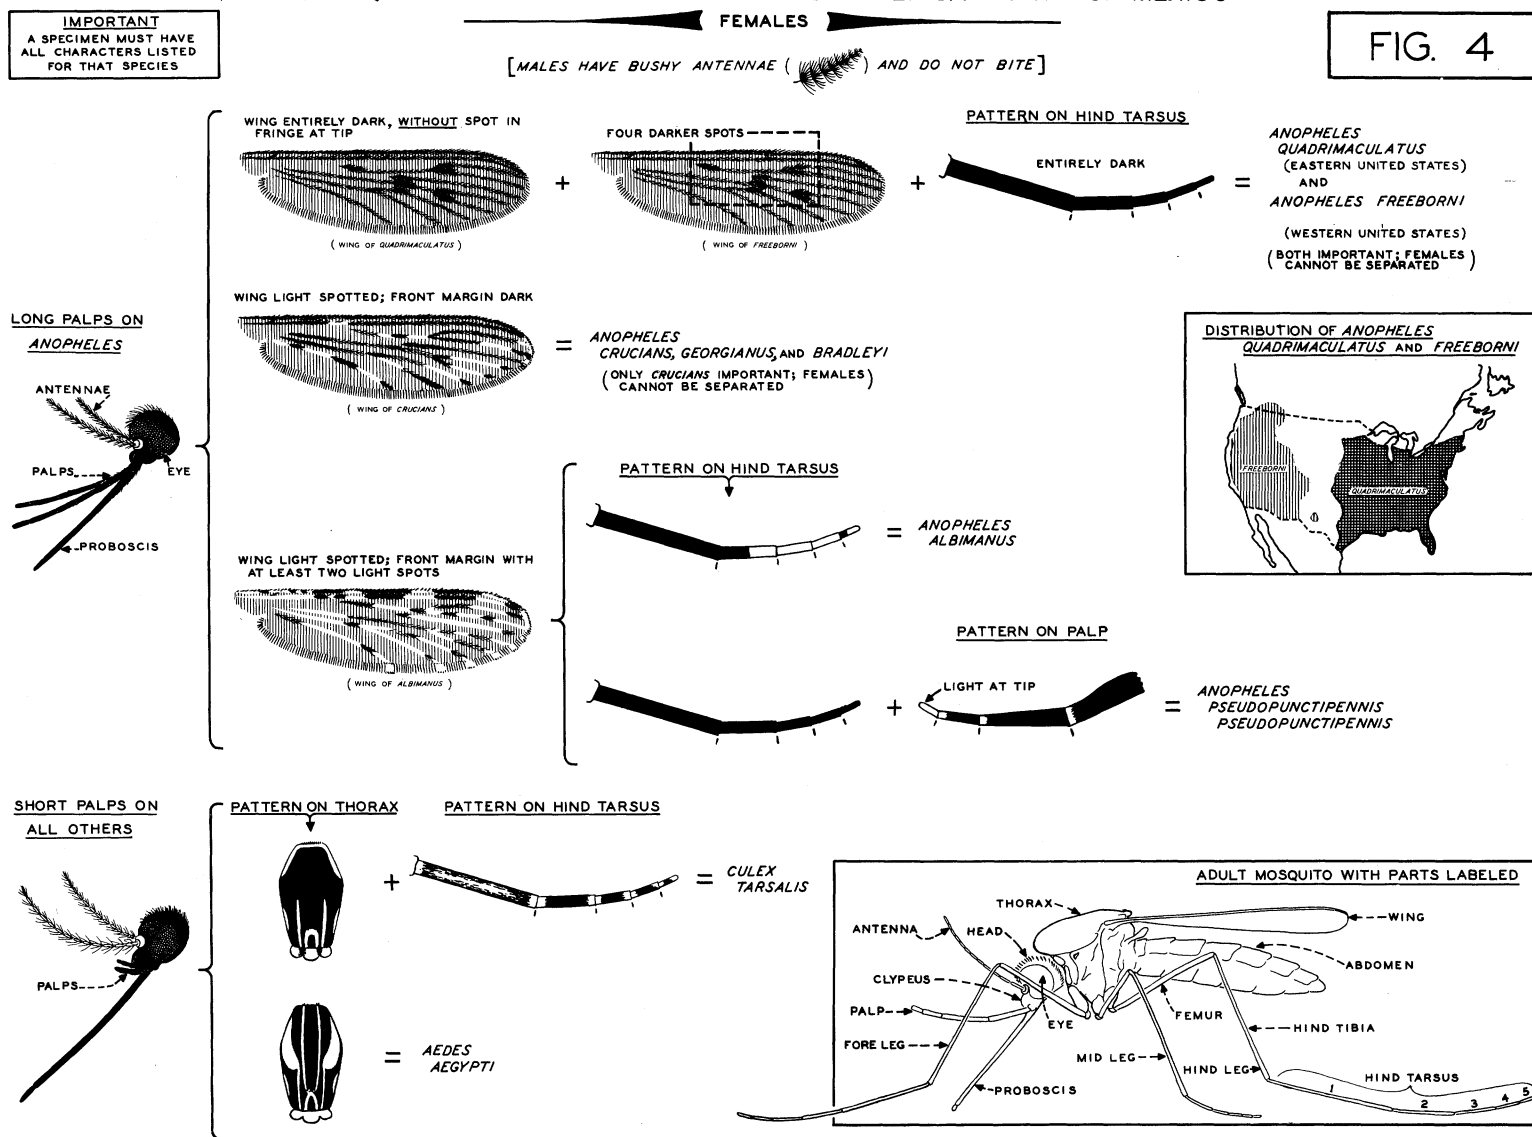 IMPORTANT
A SPECIMEN MUST HAVE
ALL CHARACTERS LISTED
FOR THAT SPECIES
FEMALES
[MALES HAVE BUSHY ANTENNAE ( ) AND DO NOT BITE]
FIG. 4
WING ENTIRELY DARK, WITHOUT SPOT IN
FRINGE AT TIP
FOUR DARKER SPOTS
PATTERN ON HIND TARSUS
ENTIRELY DARK
+
+
=
ANOPHELES
QUADRIMACULATUS
(EASTERN UNITED STATES)
AND
ANOPHELES FREEBORNI
(WESTERN UNITED STATES)
(BOTH IMPORTANT; FEMALES
CANNOT BE SEPARATED)
(WING OF QUADRIMACULATUS)
(WING OF FREEBORNI)
LONG PALPS ON
ANOPHELES
ANTENNAE
PALPS
EYE
PROBOSCIS
WING LIGHT SPOTTED; FRONT MARGIN DARK
(WING OF CRUCIANS)
=
ANOPHELES
CRUCIANS, GEORGIANUS, AND BRADLEYI
(ONLY CRUCIANS IMPORTANT; FEMALES)
CANNOT BE SEPARATED
DISTRIBUTION OF ANOPHELES
QUADRIMACULATUS AND FREEBORNI
FREEBORNI
QUADRIMACULATUS
WING LIGHT SPOTTED; FRONT MARGIN WITH
AT LEAST TWO LIGHT SPOTS
(WING OF ALBIMANUS)
PATTERN ON HIND TARSUS
=
ANOPHELES
ALBIMANUS
PATTERN ON PALP
LIGHT AT TIP
+
=
ANOPHELES
PSEUDOPUNCTIPENNIS
PSEUDOPUNCTIPENNIS
SHORT PALPS ON
ALL OTHERS
PALPS
PATTERN ON THORAX
PATTERN ON HIND TARSUS
+
=
CULEX
TARSALIS
=
AEDES
AEGYPTI
ADULT MOSQUITO WITH PARTS LABELED
THORAX
WING
ANTENNA
HEAD
CLYPEUS
ABDOMEN
PALP
EYE
FEMUR
FORE LEG
HIND TIBIA
MID LEG
HIND LEG
PROBOSCIS
HIND TARSUS
1
2
3
4
5